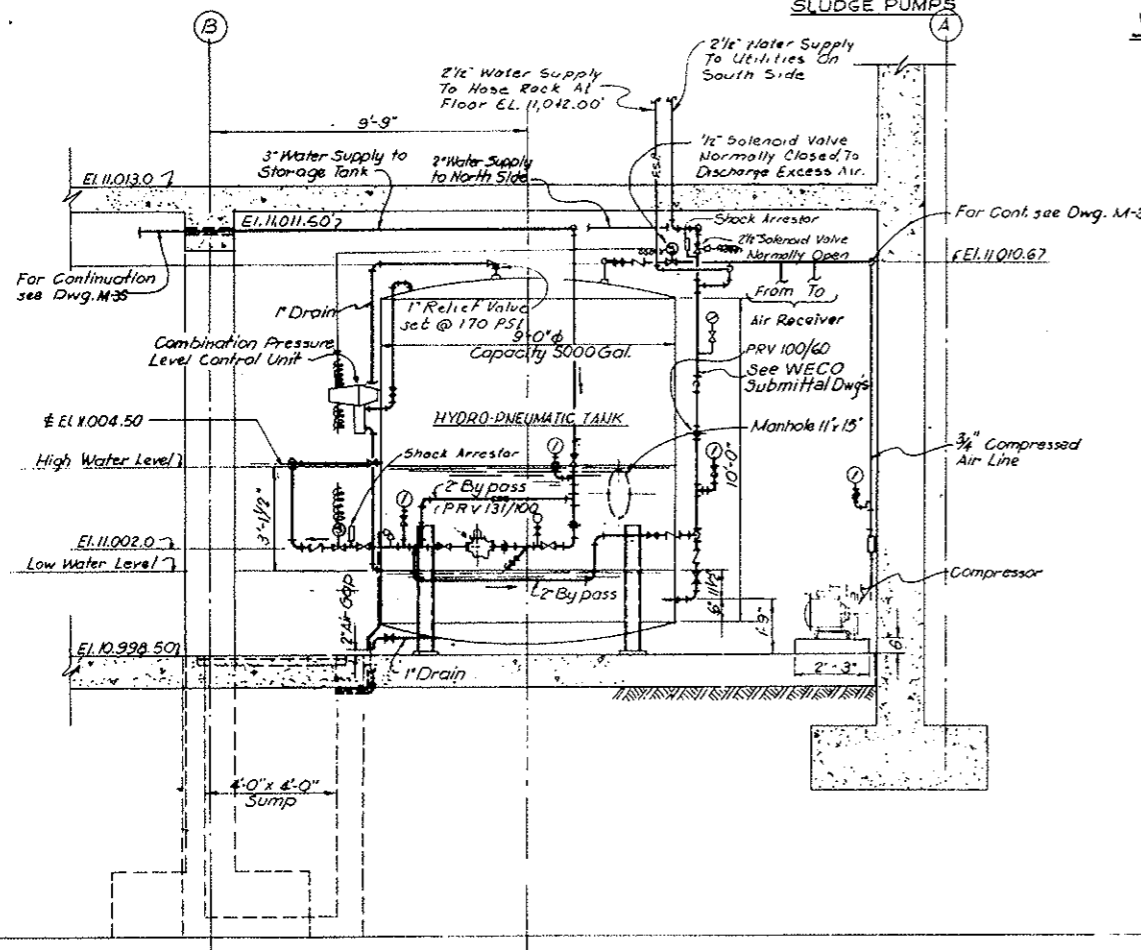 SLUDGE PUMPS
B
A
2½" Water Supply
To Utilities On
South Side
2½" Water Supply
To Hose Rack At
Floor EL. 11,042.00'
9'-9"
½" Solenoid Valve
Normally Closed, To
Discharge Excess Air.
3" Water Supply to
Storage Tank
2" Water Supply
to North Side
F.S.P.
El. 11,013.0
El. 11,011.50
Shock Arrestor
For Cont. see Dwg. M-3
2½" Solenoid Valve
Normally Open
El. 11,010.67
For Continuation
see Dwg. M-35
From To
Air Receiver
1" Drain
1" Relief Valve
set @ 170 PSI
9'-0" ϕ
Capacity 5000 Gal.
Combination Pressure
Level Control Unit
PRV 100/60
See WECO
Submittal Dwg's
HYDRO-PNEUMATIC TANK
Manhole 11" x 15"
℄ El. 11,004.50
High Water Level
Shock Arrestor
¾" Compressed
Air Line
10'-0"
2" By pass
PRV 131/100
3'-1½"
El. 11,002.0
Low Water Level
Compressor
2" By pass
1'-9"
2" Air Gap
6"
El. 10,998.50
1" Drain
2'-3"
4'-0" x 4'-0"
Sump